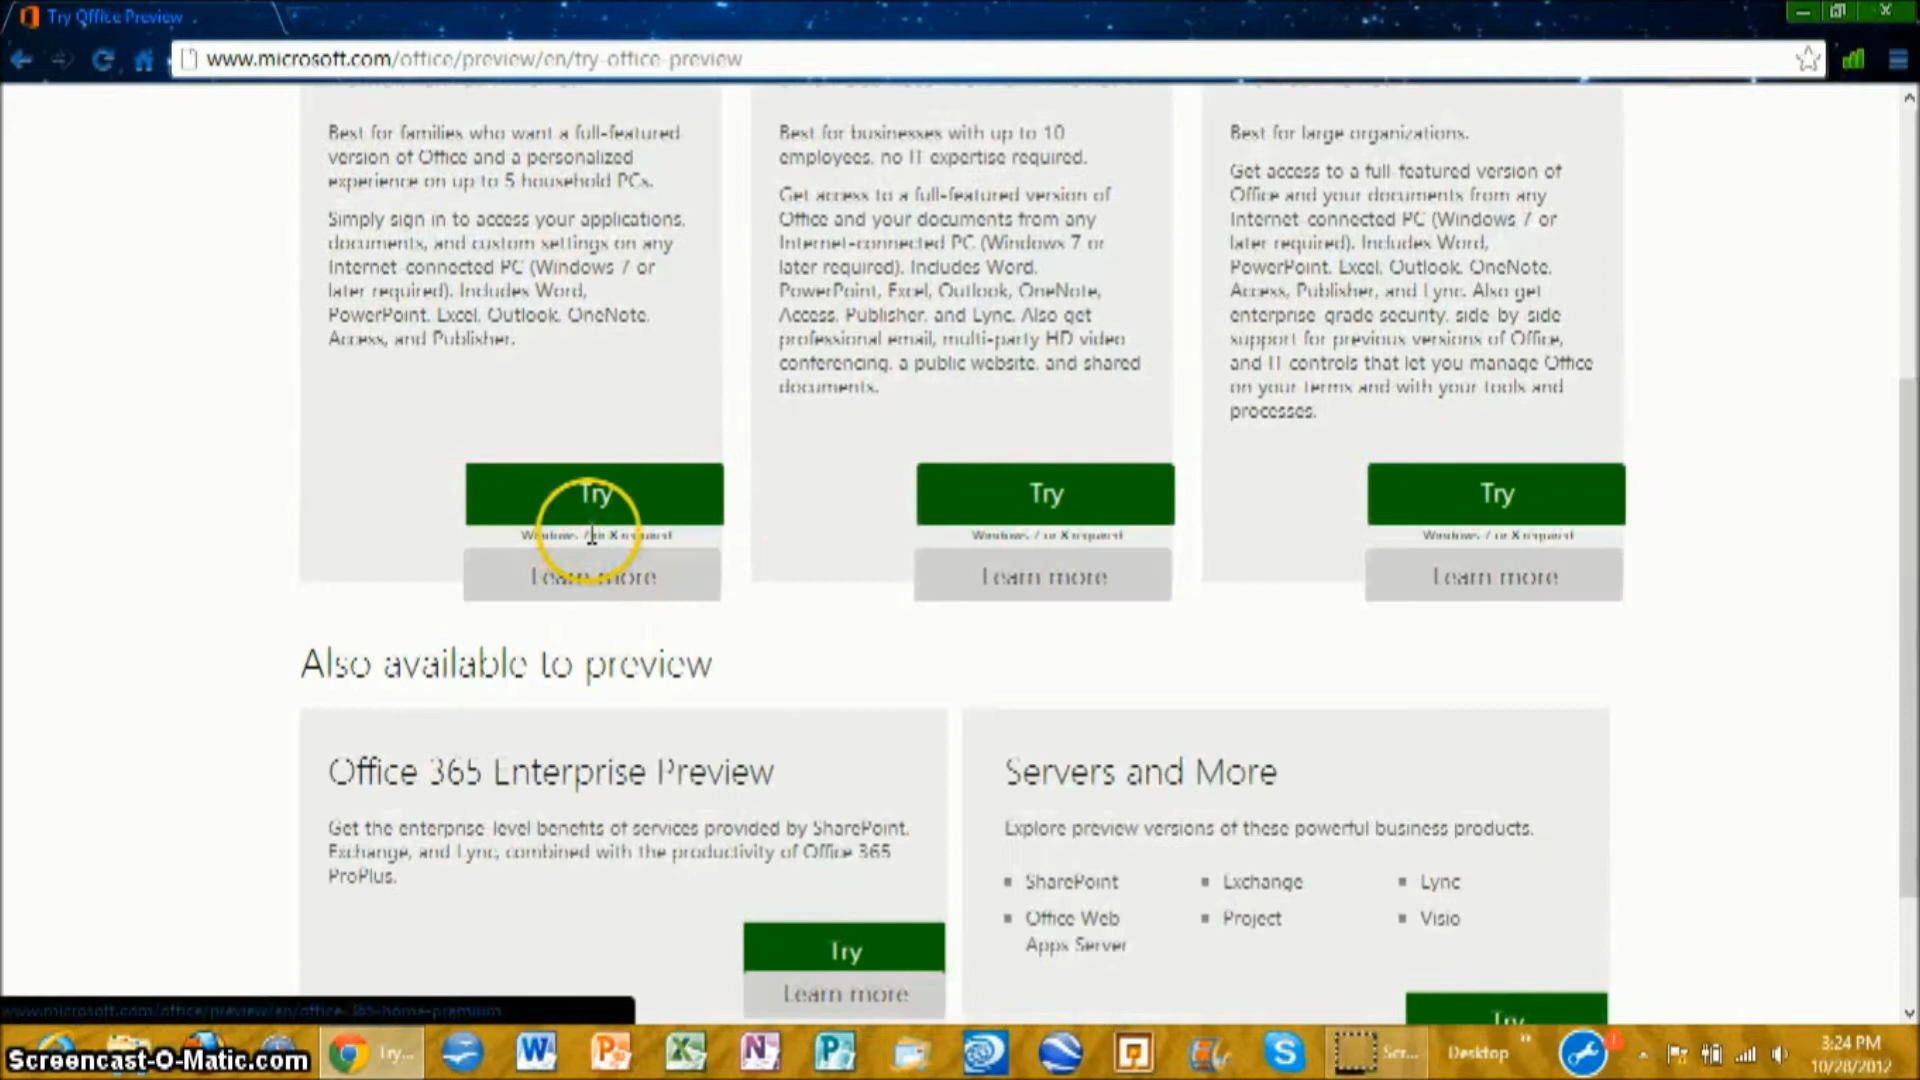 Try Office Preview
www.microsoft.com/office/preview/en/try-office-preview
Best for families who want a full-featured
version of Office and a personalized
experience on up to 5 household PCs.
Simply sign in to access your applications,
documents, and custom settings on any
Internet-connected PC (Windows 7 or
later required). Includes Word,
PowerPoint, Excel, Outlook, OneNote,
Access, and Publisher.
Try
Windows 7 or 8 required
Learn more
Best for businesses with up to 10
employees, no IT expertise required.
Get access to a full-featured version of
Office and your documents from any
Internet-connected PC (Windows 7 or
later required). Includes Word,
PowerPoint, Excel, Outlook, OneNote,
Access, Publisher, and Lync. Also get
professional email, multi-party HD video
conferencing, a public website, and shared
documents.
Try
Windows 7 or 8 required
Learn more
Best for large organizations.
Get access to a full-featured version of
Office and your documents from any
Internet-connected PC (Windows 7 or
later required). Includes Word,
PowerPoint, Excel, Outlook, OneNote,
Access, Publisher, and Lync. Also get
enterprise-grade security, side-by-side
support for previous versions of Office,
and IT controls that let you manage Office
on your terms and with your tools and
processes.
Try
Windows 7 or 8 required
Learn more
Also available to preview
Office 365 Enterprise Preview
Get the enterprise-level benefits of services provided by SharePoint,
Exchange, and Lync, combined with the productivity of Office 365
ProPlus.
Try
Learn more
Servers and More
Explore preview versions of these powerful business products.
SharePoint
Exchange
Lync
Office Web
Apps Server
Project
Visio
Try
www.microsoft.com/office/preview/en/office-365-home-premium
Screencast-O-Matic.com
Try...
Scr...
Desktop
3:24 PM
10/28/2012